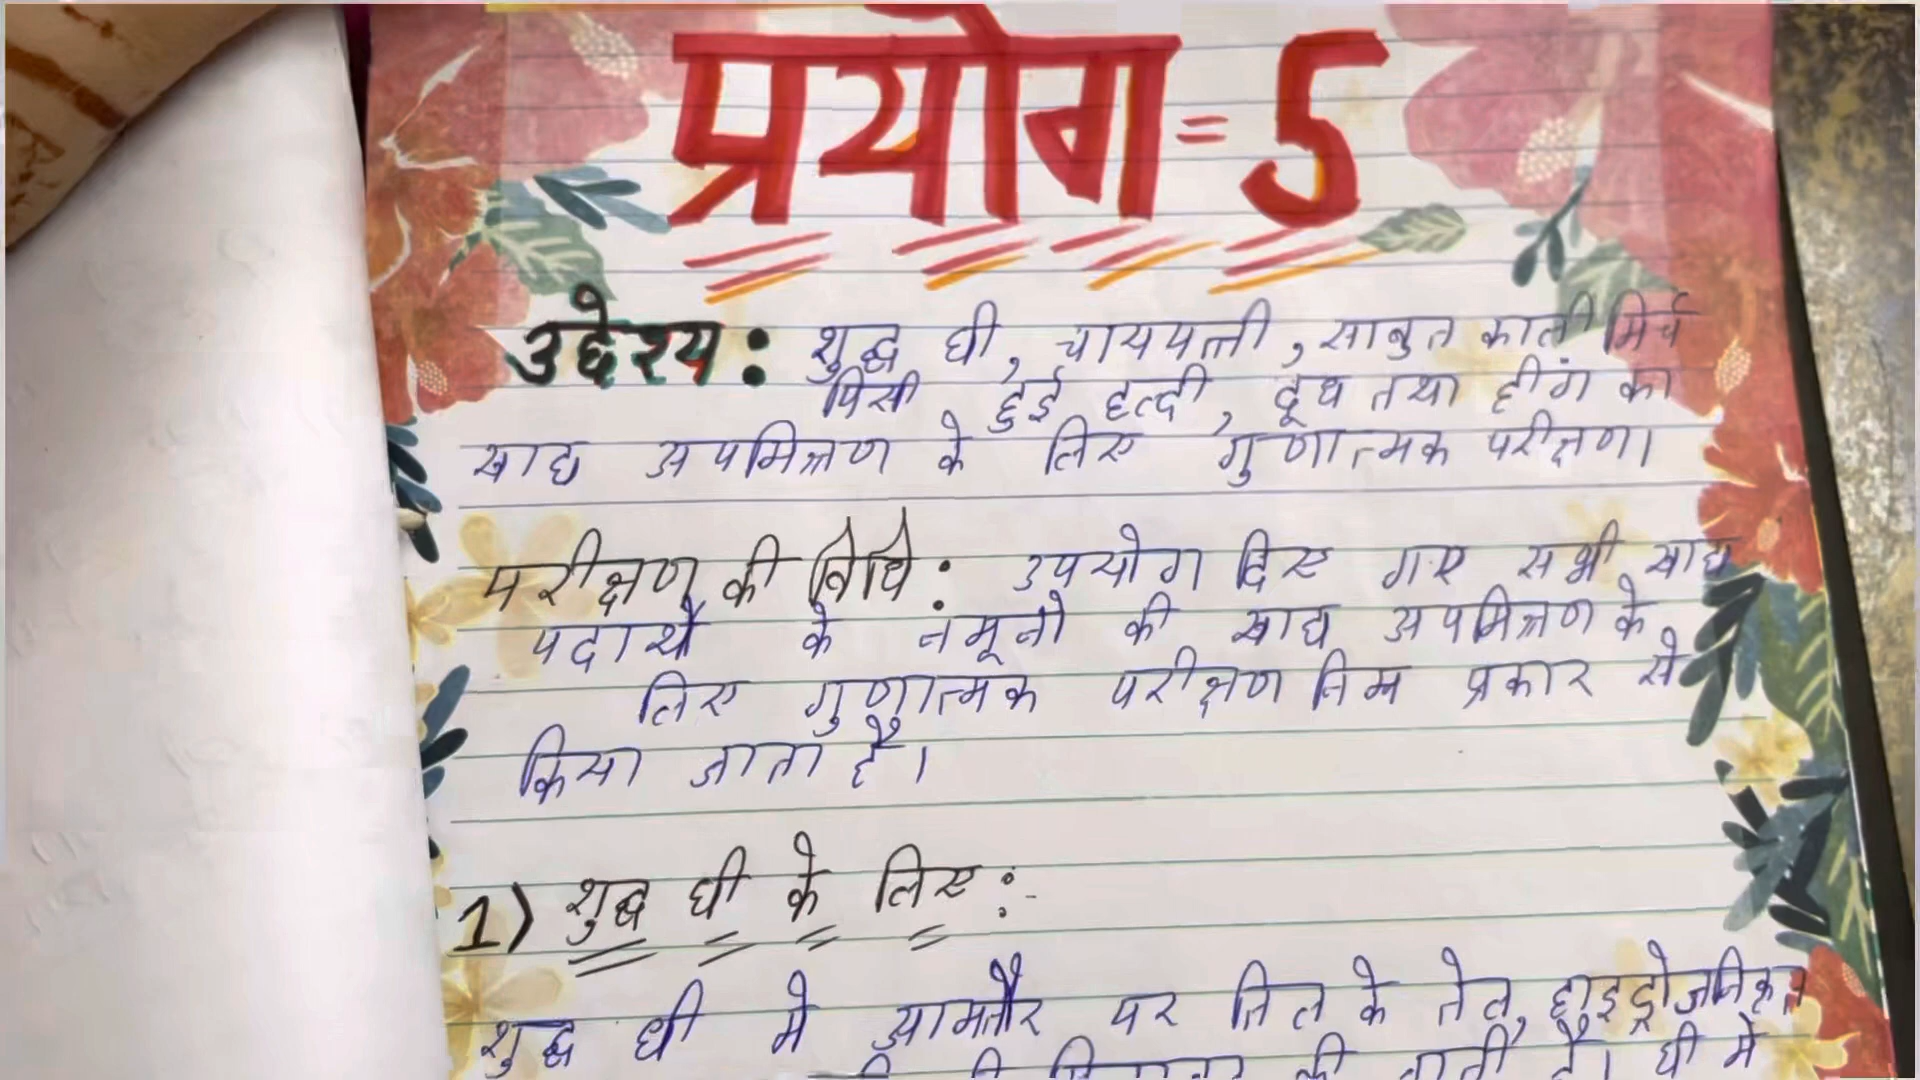 प्रयोग = 5
उद्देश्य : शुद्ध घी, चायपत्ती, साबुत काली मिर्च
पिसी हुई हल्दी, दूध तथा हींग का
खाद्य अपमिश्रण के लिए गुणात्मक परीक्षण।
परीक्षण की विधि : उपयोग दिए गए सभी खाद्य
पदार्थों के नमूनो की खाद्य अपमिश्रण के
लिए गुणात्मक परीक्षण निम्न प्रकार से
किया जाता है।
1) शुद्ध घी के लिए :-
शुद्ध घी मे आमतौर पर तिल के तेल, हाइड्रोजनिकृत
की जाती है। घी मे